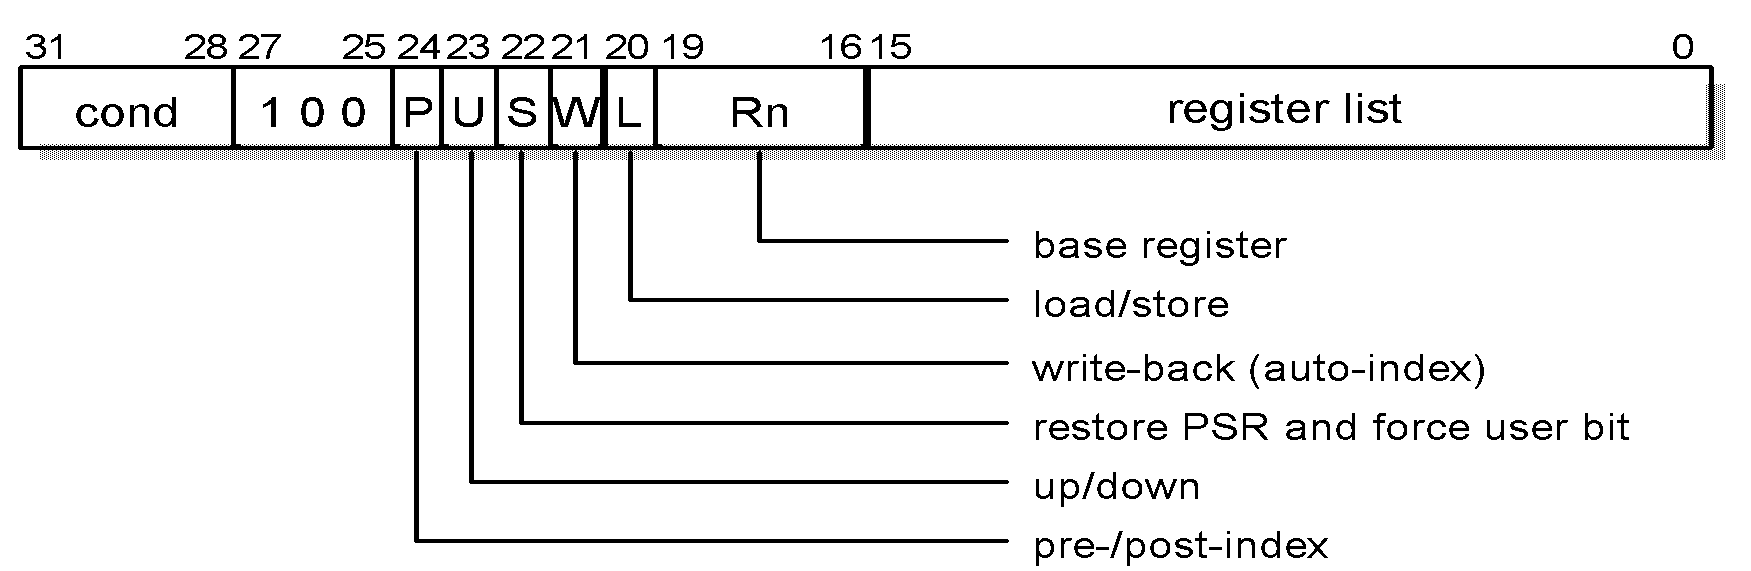 31 28 27 25 24 23 22 21 20 19 16 15 0
cond 1 0 0 P U S W L Rn register list
base register
load/store
write-back (auto-index)
restore PSR and force user bit
up/down
pre-/post-index